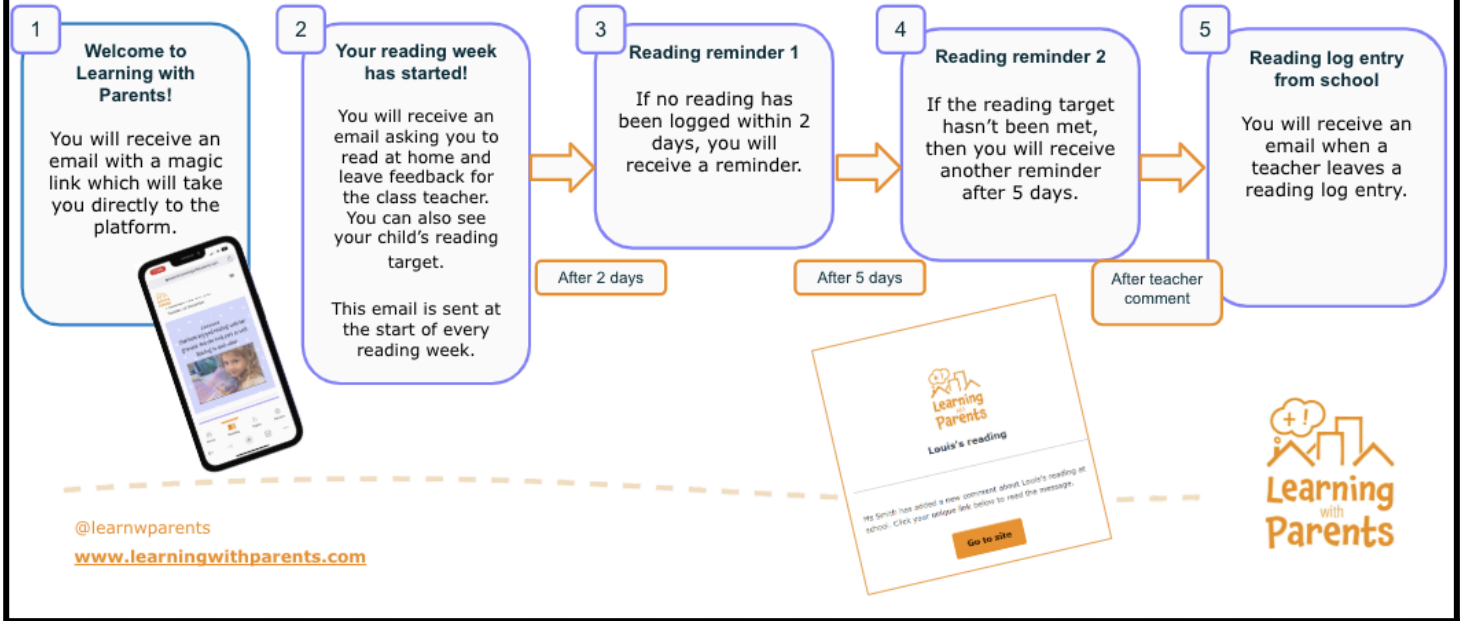 1
Welcome to
Learning with
Parents!
You will receive an
email with a magic
link which will take
you directly to the
platform.
2
Your reading week
has started!
You will receive an
email asking you to
read at home and
leave feedback for
the class teacher.
You can also see
your child's reading
target.
This email is sent at
the start of every
reading week.
3
Reading reminder 1
If no reading has
been logged within 2
days, you will
receive a reminder.
After 2 days
4
Reading reminder 2
If the reading target
hasn't been met,
then you will receive
another reminder
after 5 days.
After 5 days
5
Reading log entry
from school
You will receive an
email when a
teacher leaves a
reading log entry.
After teacher
comment
Learning
with
Parents
Louis's reading
Ms Smith has added a new comment about Louis's reading at
school. Click your unique link below to read the message.
Go to site
@learnwparents
www.learningwithparents.com
+!
Learning
with
Parents